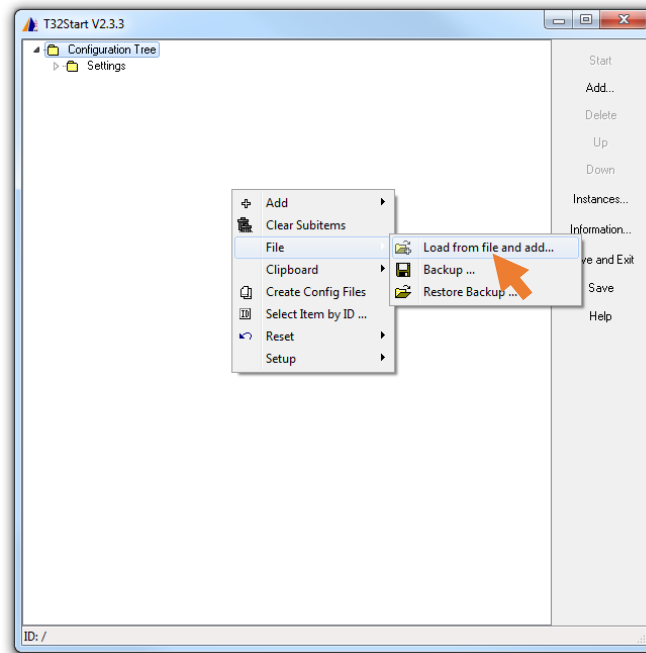 T32Start V2.3.3
Configuration Tree
Settings
Start
Add...
Delete
Up
Down
Instances...
Information...
ve and Exit
Save
Help
Add
Clear Subitems
File
Clipboard
Create Config Files
Select Item by ID ...
Reset
Setup
Load from file and add...
Backup ...
Restore Backup ...
ID: /